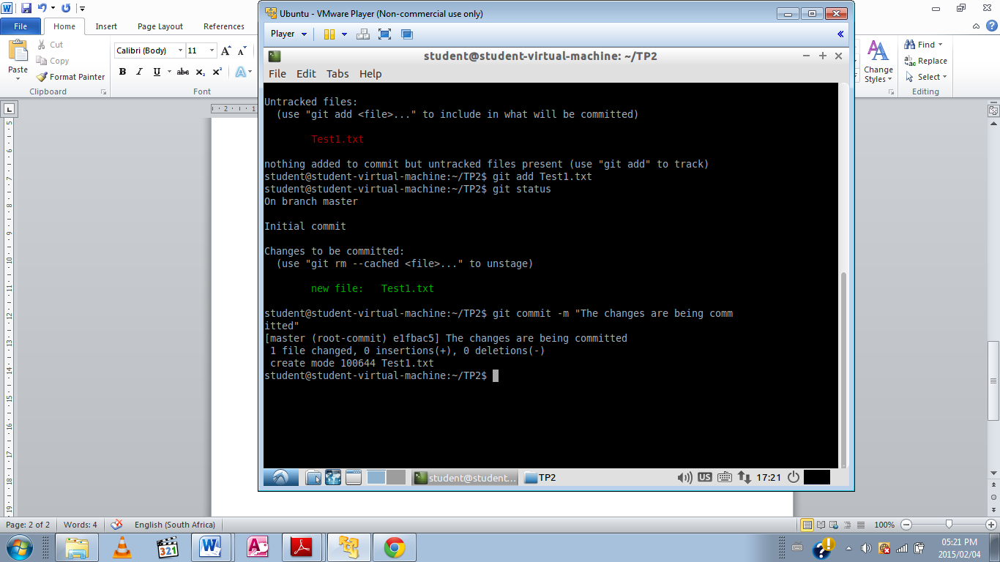 Ubuntu - VMware Player (Non-commercial use only)
File Home Insert Page Layout References
Player
Paste
Cut
Copy
Format Painter
Clipboard
Calibri (Body) 11
B I U abc X₂ X² A
Font
Change Styles
Find
Replace
Select
Editing
student@student-virtual-machine: ~/TP2
File Edit Tabs Help
Untracked files:
(use "git add <file>..." to include in what will be committed)
Test1.txt
nothing added to commit but untracked files present (use "git add" to track)
student@student-virtual-machine:~/TP2$ git add Test1.txt
student@student-virtual-machine:~/TP2$ git status
On branch master
Initial commit
Changes to be committed:
(use "git rm --cached <file>..." to unstage)
new file:   Test1.txt
student@student-virtual-machine:~/TP2$ git commit -m "The changes are being comm
itted"
[master (root-commit) e1fbac5] The changes are being committed
1 file changed, 0 insertions(+), 0 deletions(-)
create mode 100644 Test1.txt
student@student-virtual-machine:~/TP2$
student@student... TP2 US 17:21
Page: 2 of 2 Words: 4 English (South Africa) 100%
321
05:21 PM
2015/02/04